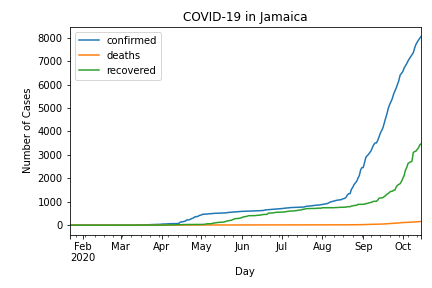 COVID-19 in Jamaica
confirmed
deaths
recovered
Number of Cases
8000
7000
6000
5000
4000
3000
2000
1000
0
Feb Mar Apr May Jun Jul Aug Sep Oct
2020
Day